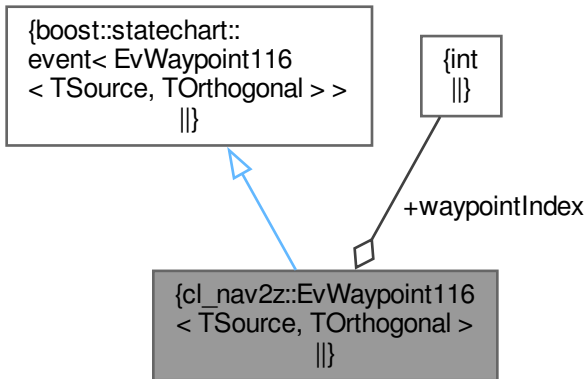 {boost::statechart::
event< EvWaypoint116
< TSource, TOrthogonal > >
||}
{int
||}
+waypointIndex
{cl_nav2z::EvWaypoint116
< TSource, TOrthogonal >
||}